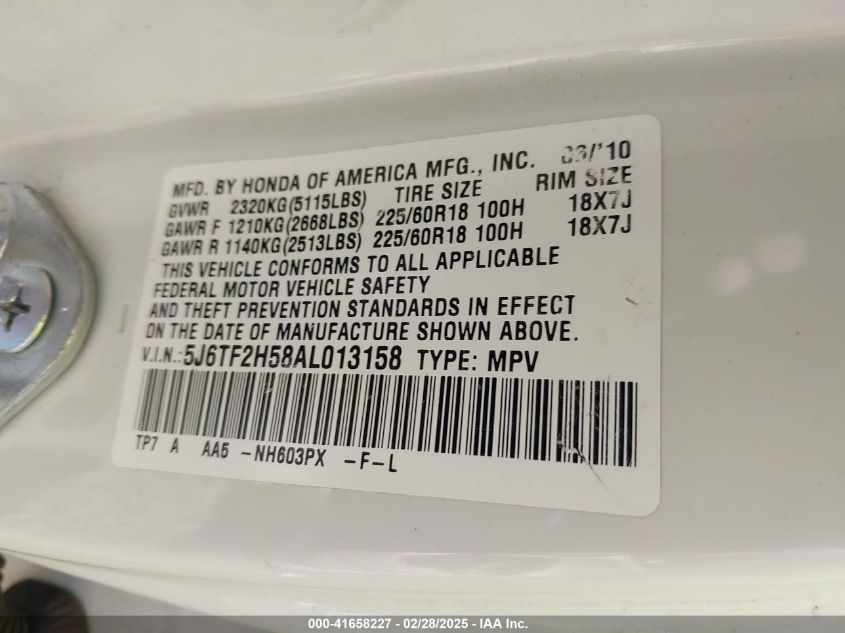 MFD. BY HONDA OF AMERICA MFG., INC. 03/'10
GVWR 2320KG(5115LBS) TIRE SIZE RIM SIZE
GAWR F 1210KG(2668LBS) 225/60R18 100H 18X7J
GAWR R 1140KG(2513LBS) 225/60R18 100H 18X7J
THIS VEHICLE CONFORMS TO ALL APPLICABLE
FEDERAL MOTOR VEHICLE SAFETY
AND THEFT PREVENTION STANDARDS IN EFFECT
ON THE DATE OF MANUFACTURE SHOWN ABOVE.
V.I.N.:5J6TF2H58AL013158 TYPE: MPV
TP7 A AA5 -NH603PX -F-L
000-41658227 - 02/28/2025 - IAA Inc.